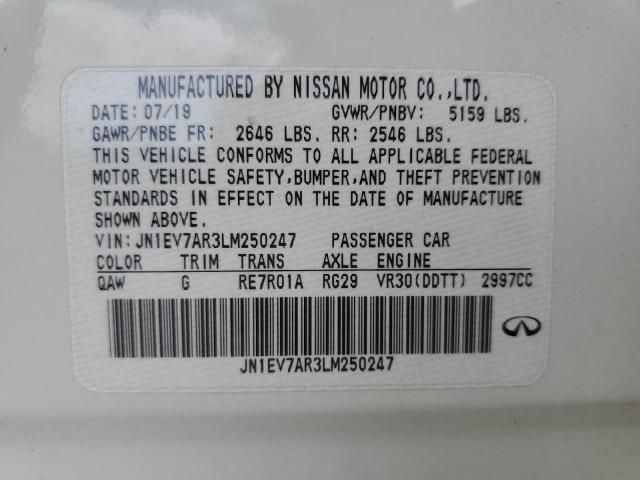 MANUFACTURED BY NISSAN MOTOR CO.,LTD.
DATE: 07/19 GVWR/PNBV: 5159 LBS.
GAWR/PNBE FR: 2646 LBS. RR: 2546 LBS.
THIS VEHICLE CONFORMS TO ALL APPLICABLE FEDERAL
MOTOR VEHICLE SAFETY,BUMPER,AND THEFT PREVENTION
STANDARDS IN EFFECT ON THE DATE OF MANUFACTURE
SHOWN ABOVE.
VIN: JN1EV7AR3LM250247 PASSENGER CAR
COLOR TRIM TRANS AXLE ENGINE
QAW G RE7R01A RG29 VR30(DDTT) 2997CC
JN1EV7AR3LM250247